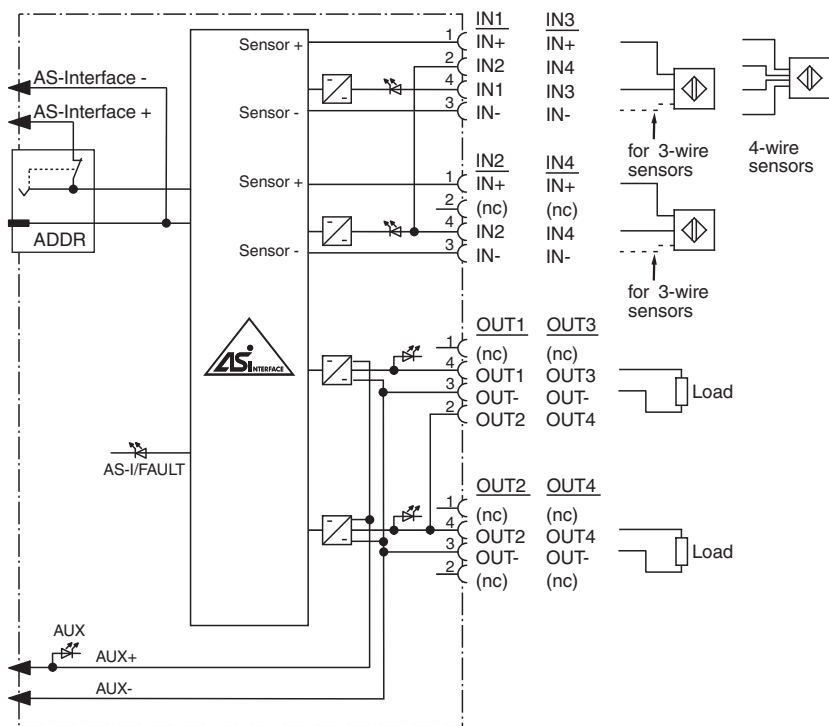 IN1 IN3
Sensor + 1 IN+ IN+
2 IN2 IN4
AS-Interface - 4 IN1 IN3
Sensor - 3 IN- IN-
AS-Interface +
for 3-wire sensors
4-wire sensors
IN2 IN4
Sensor + 1 IN+ IN+
2 (nc) (nc)
ADDR 4 IN2 IN4
Sensor - 3 IN- IN-
for 3-wire sensors
OUT1 OUT3
1 (nc) (nc)
ASi INTERFACE
4 OUT1 OUT3
3 OUT- OUT- Load
2 OUT2 OUT4
AS-I/FAULT
OUT2 OUT4
1 (nc) (nc)
4 OUT2 OUT4
3 OUT- OUT- Load
2 (nc) (nc)
AUX
AUX+
AUX-